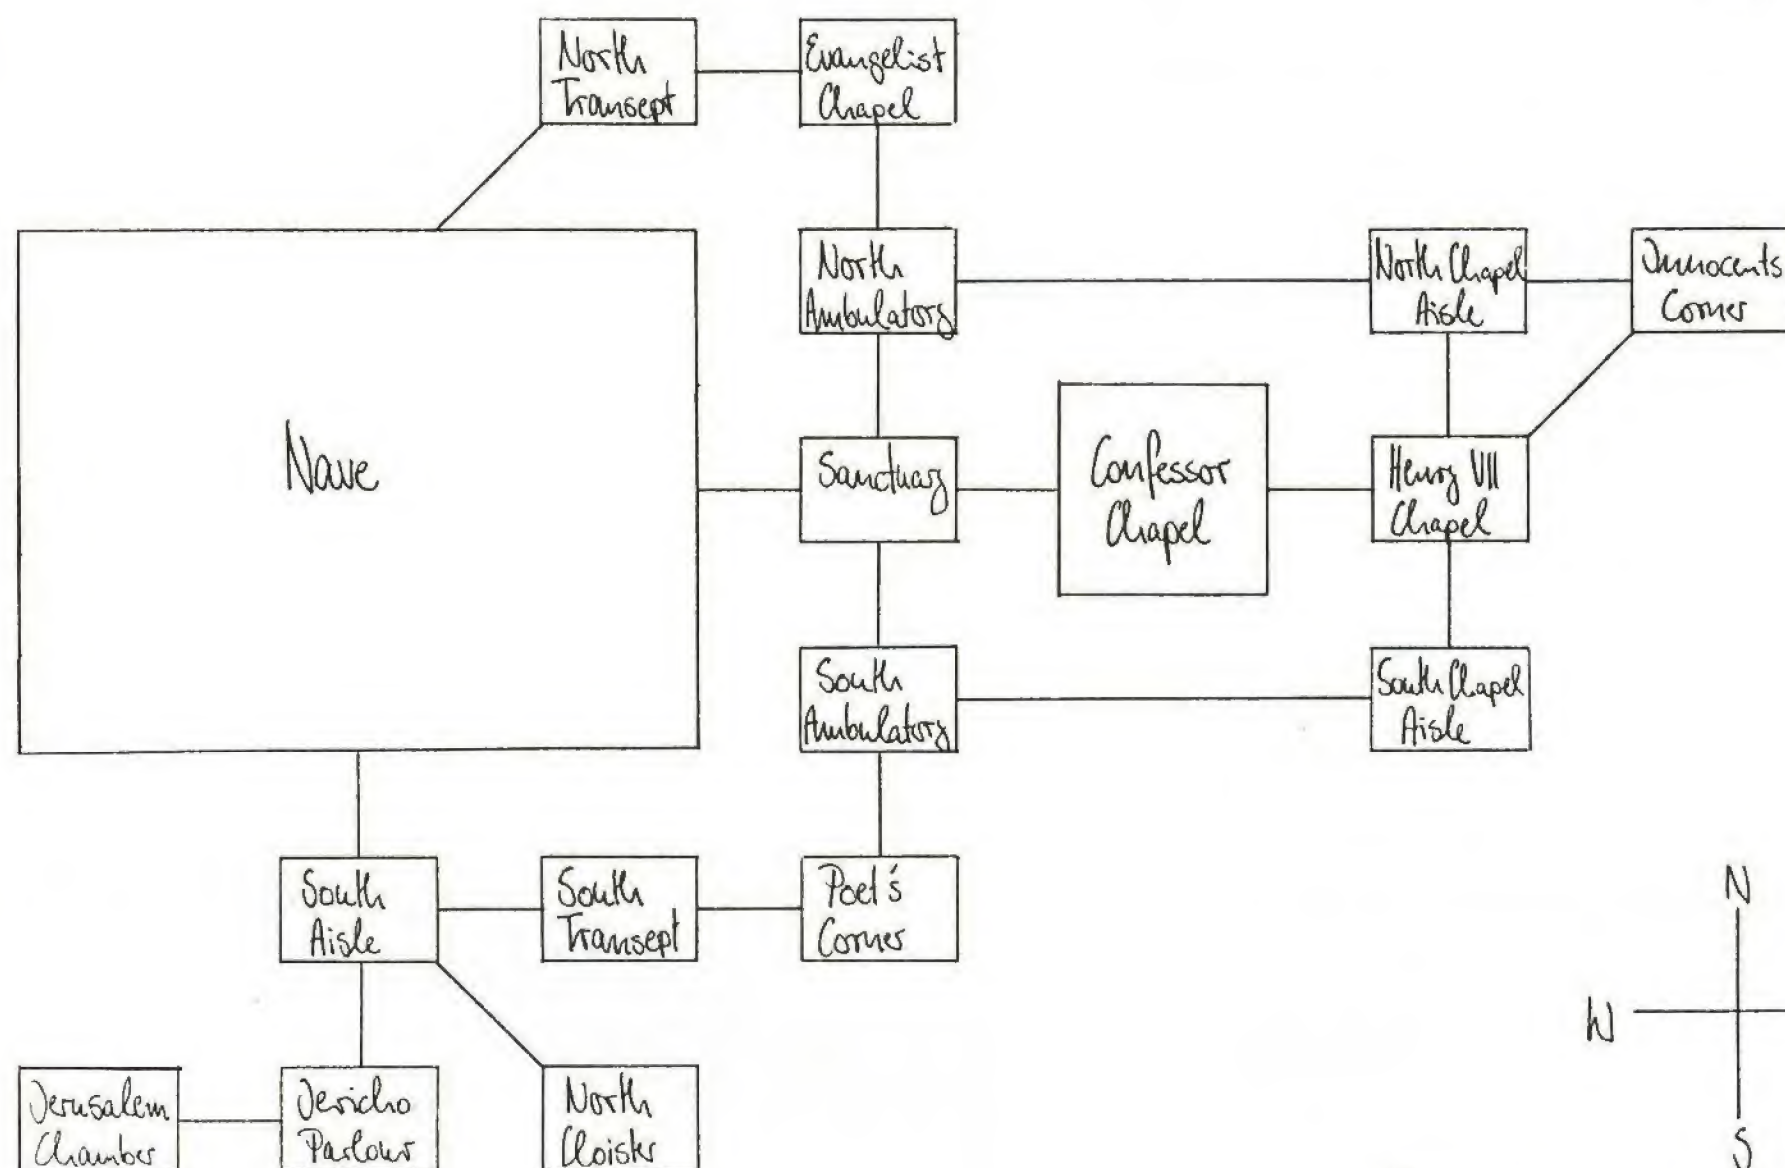 North
Transept
Evangelist
Chapel
North
Ambulatory
North Chapel
Aisle
Innocents
Corner
Nave
Sanctuary
Confessor
Chapel
Henry VII
Chapel
South
Ambulatory
South Chapel
Aisle
South
Aisle
South
Transept
Poet's
Corner
N
W
S
Jerusalem
Chamber
Jericho
Parlour
North
Cloister